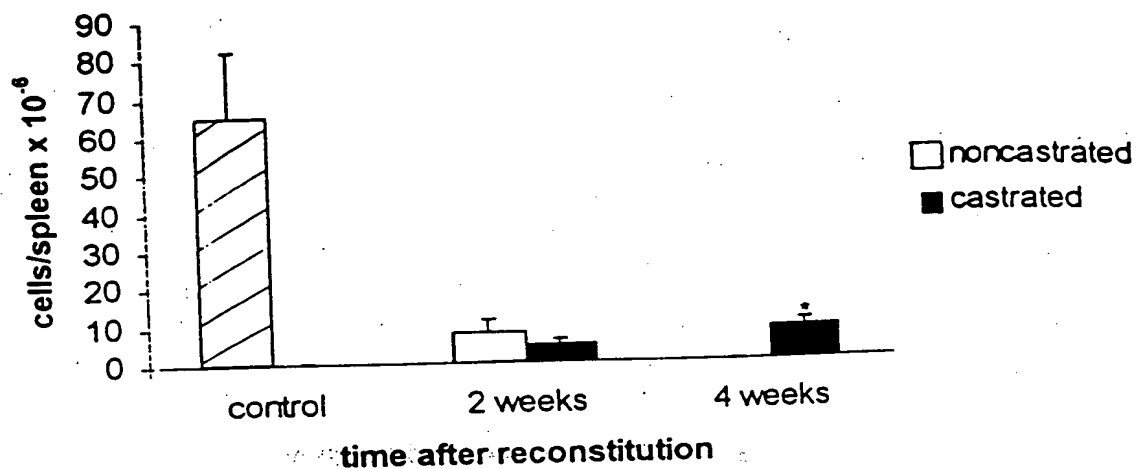 90
80
70
60
50
40
30
20
10
0
cells/spleen x 10⁻⁶
control
2 weeks
4 weeks
*
time after reconstitution
noncastrated
castrated